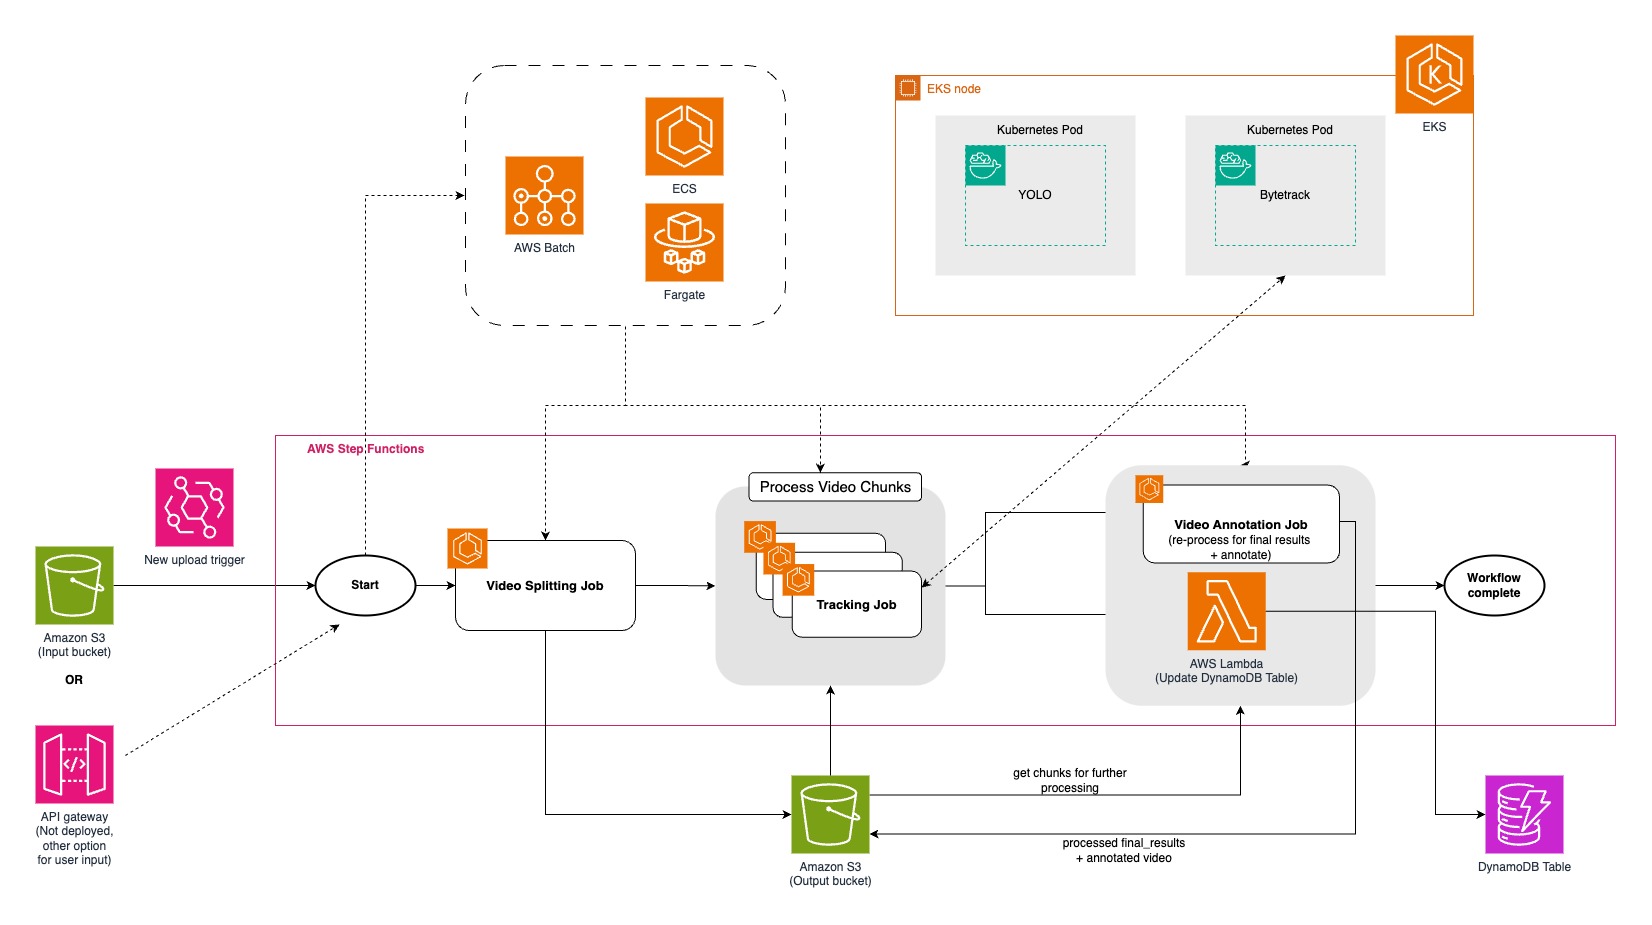 EKS node
EKS
Kubernetes Pod
Kubernetes Pod
YOLO
Bytetrack
K
ECS
AWS Batch
Fargate
AWS Step Functions
New upload trigger
Process Video Chunks
Video Annotation Job
(re-process for final results
+ annotate)
Start
Video Splitting Job
Tracking Job
Workflow
complete
Amazon S3
(Input bucket)
OR
AWS Lambda
(Update DynamoDB Table)
</>
API gateway
(Not deployed,
other option
for user input)
get chunks for further
processing
processed final_results
+ annotated video
Amazon S3
(Output bucket)
DynamoDB Table